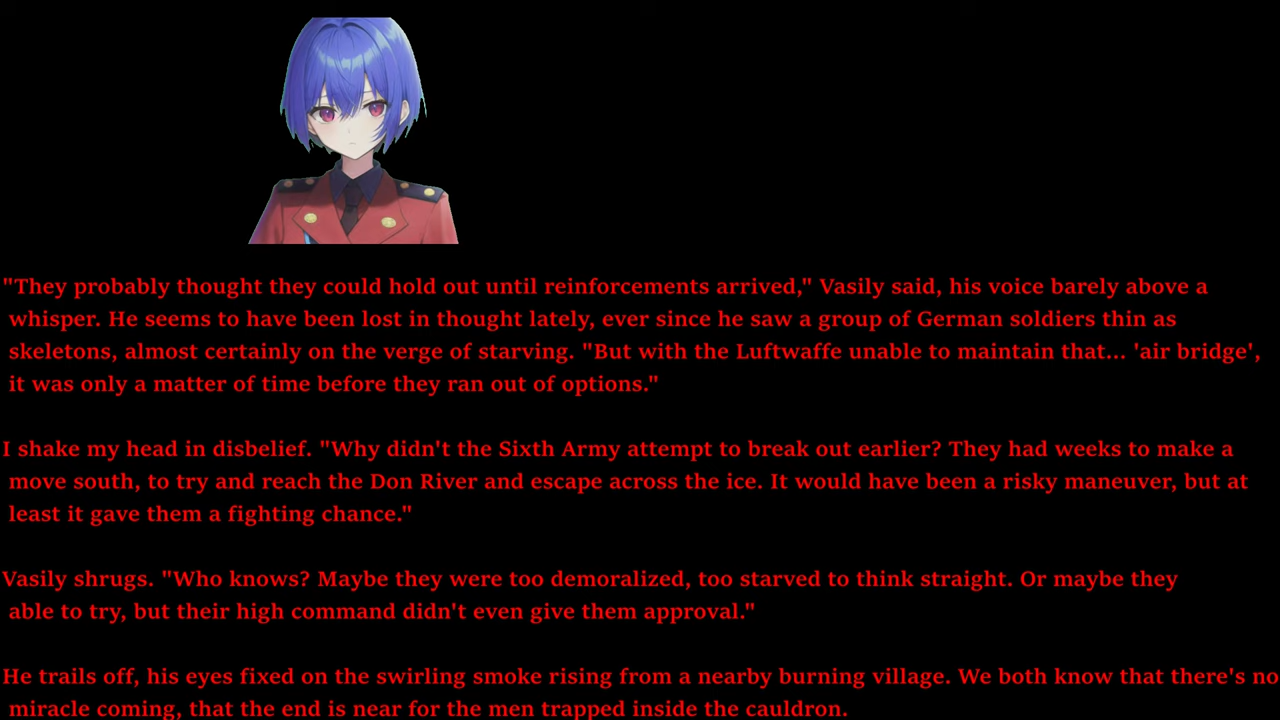 "They probably thought they could hold out until reinforcements arrived," Vasily said, his voice barely above a
whisper. He seems to have been lost in thought lately, ever since he saw a group of German soldiers thin as
skeletons, almost certainly on the verge of starving. "But with the Luftwaffe unable to maintain that... 'air bridge',
it was only a matter of time before they ran out of options."
I shake my head in disbelief. "Why didn't the Sixth Army attempt to break out earlier? They had weeks to make a
move south, to try and reach the Don River and escape across the ice. It would have been a risky maneuver, but at
least it gave them a fighting chance."
Vasily shrugs. "Who knows? Maybe they were too demoralized, too starved to think straight. Or maybe they
able to try, but their high command didn't even give them approval."
He trails off, his eyes fixed on the swirling smoke rising from a nearby burning village. We both know that there's no
miracle coming, that the end is near for the men trapped inside the cauldron.